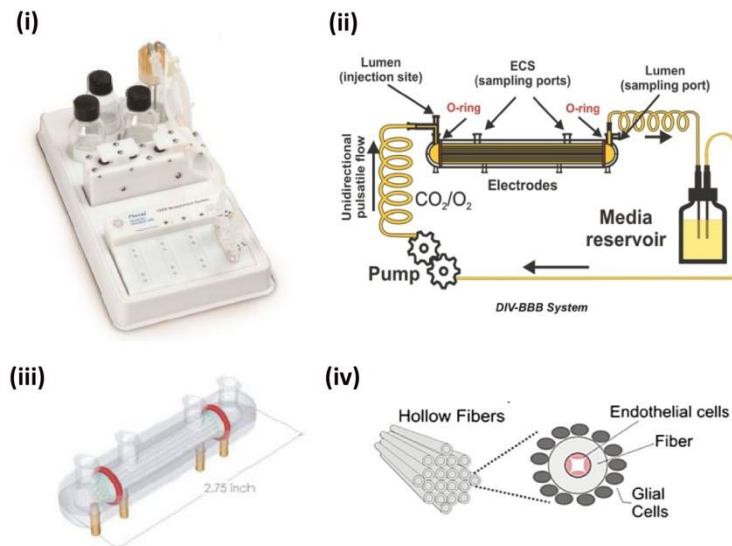 (i)
(ii)
Lumen
(injection site)
ECS
(sampling ports)
Lumen
(sampling port)
O-ring
O-ring
Unidirectional
pulsatile flow
CO2/O2
Electrodes
Media
reservoir
Pump
DIV-BBB System
(iii)
2.75 inch
(iv)
Hollow Fibers
Endothelial cells
Fiber
Glial
Cells